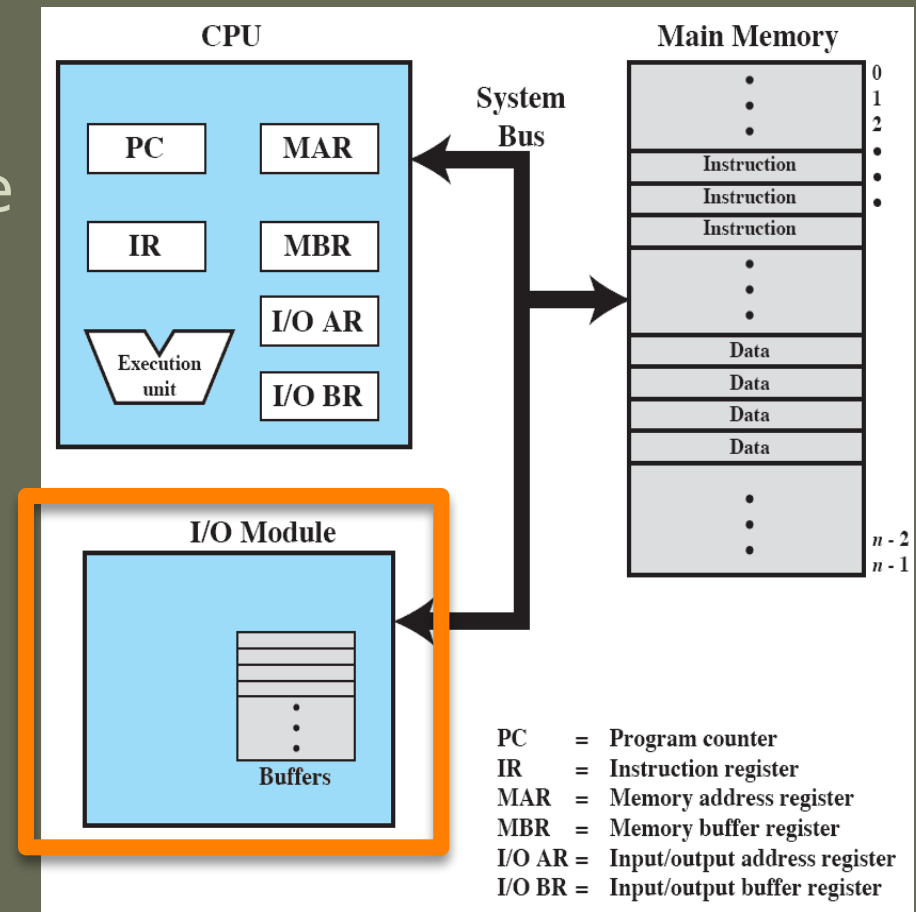 e
CPU
PC
MAR
IR
MBR
I/O AR
I/O BR
Execution
unit
System
Bus
Main Memory
0
1
2
Instruction
Instruction
Instruction
Data
Data
Data
Data
n - 2
n - 1
I/O Module
Buffers
PC = Program counter
IR = Instruction register
MAR = Memory address register
MBR = Memory buffer register
I/O AR = Input/output address register
I/O BR = Input/output buffer register